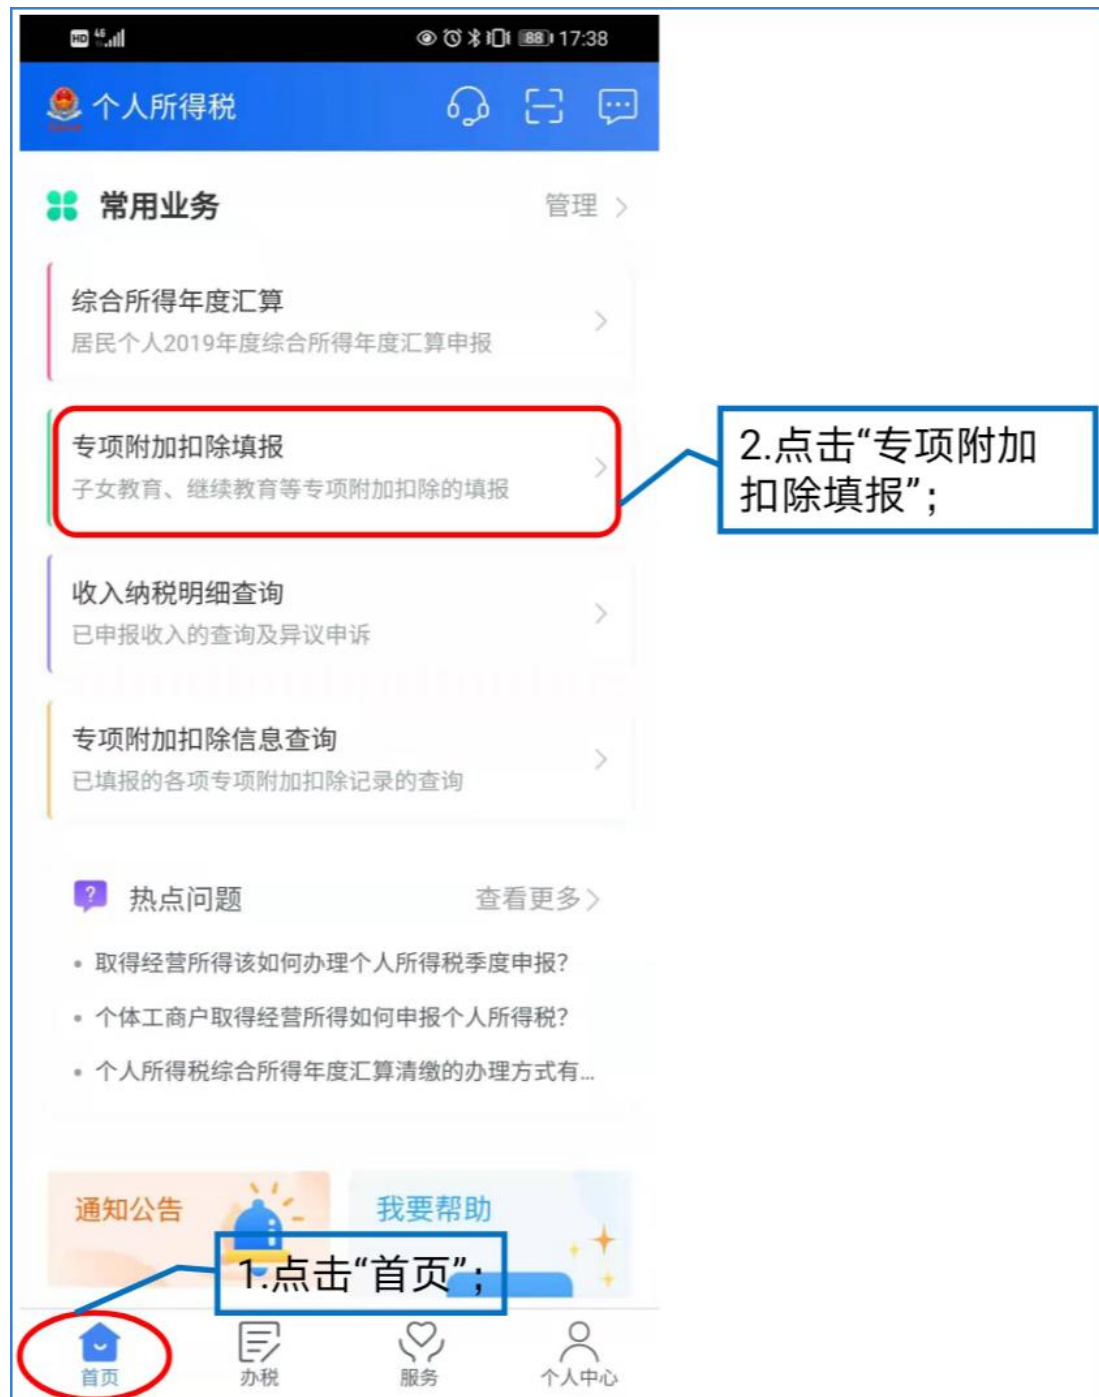 HD 46 88 17:38
个人所得税
常用业务 管理
综合所得年度汇算
居民个人2019年度综合所得年度汇算申报
专项附加扣除填报
子女教育、继续教育等专项附加扣除的填报
2.点击“专项附加
扣除填报”；
收入纳税明细查询
已申报收入的查询及异议申诉
专项附加扣除信息查询
已填报的各项专项附加扣除记录的查询
热点问题 查看更多
• 取得经营所得该如何办理个人所得税季度申报？
• 个体工商户取得经营所得如何申报个人所得税？
• 个人所得税综合所得年度汇算清缴的办理方式有...
通知公告 我要帮助
1.点击“首页”；
首页 办税 服务 个人中心